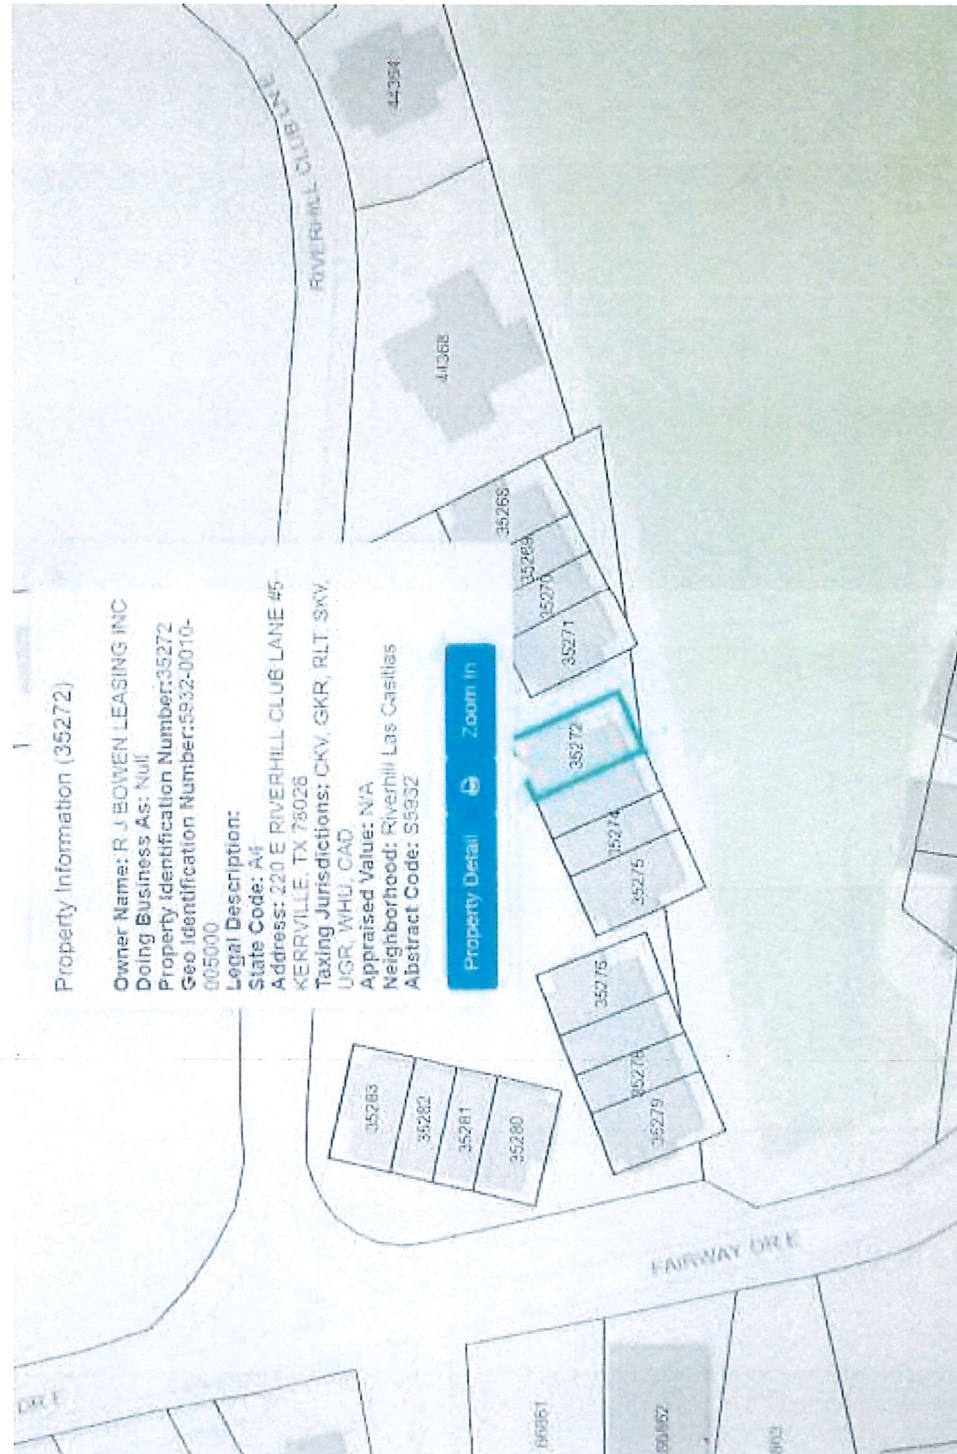 Property Information (35272)
Owner Name: R J BOWEN LEASING INC
Doing Business As: Null
Property Identification Number:35272
Geo Identification Number:5932-0010-
005000
Legal Description:
State Code: A4
Address: 220 E RIVERHILL CLUB LANE #5
KERRVILLE, TX 78028
Taxing Jurisdictions: CKV, GKR, RLT, SKV,
UGR, WHU, CAD
Appraised Value: N/A
Neighborhood: Riverhill Las Casitias
Abstract Code: S5932
Property Detail
Zoom In
RIVERHILL CLUB LN E
44364
44368
35268
35269
35270
35271
35272
35274
35275
35276
35278
35279
35283
35282
35281
35280
FAIRWAY DR E
DR E